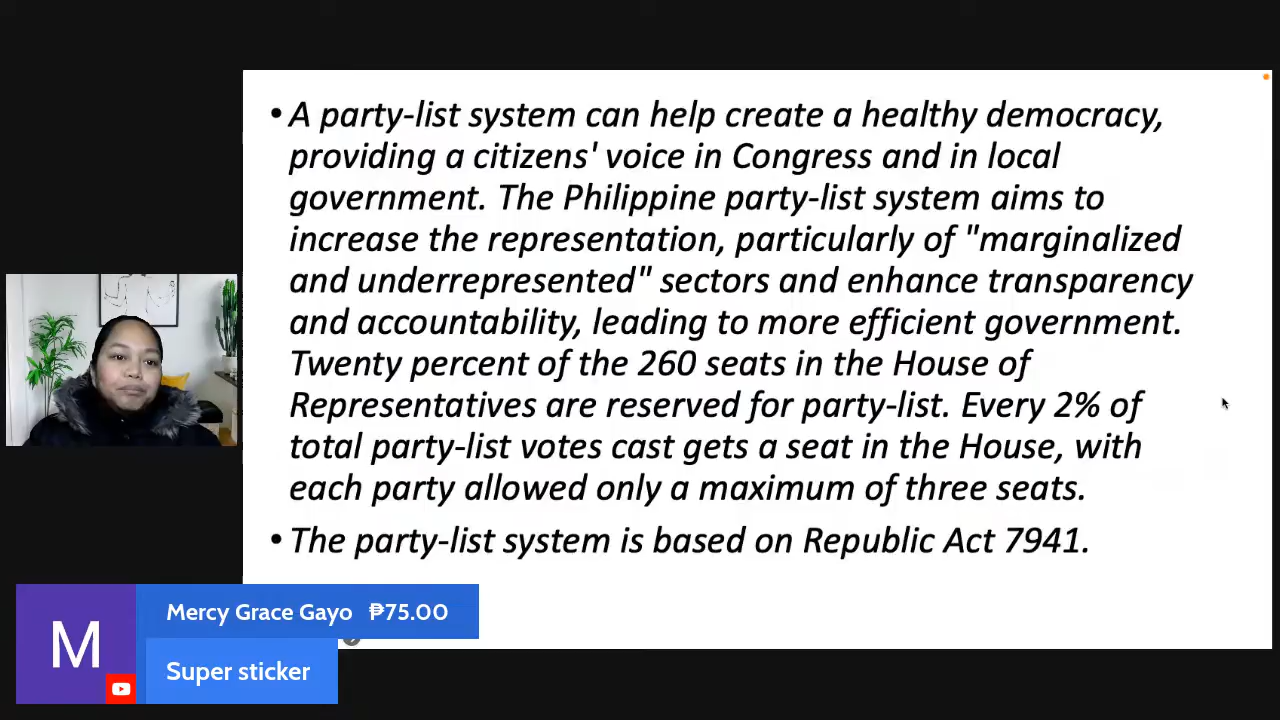 • A party-list system can help create a healthy democracy,
providing a citizens' voice in Congress and in local
government. The Philippine party-list system aims to
increase the representation, particularly of "marginalized
and underrepresented" sectors and enhance transparency
and accountability, leading to more efficient government.
Twenty percent of the 260 seats in the House of
Representatives are reserved for party-list. Every 2% of
total party-list votes cast gets a seat in the House, with
each party allowed only a maximum of three seats.
• The party-list system is based on Republic Act 7941.
M
Mercy Grace Gayo ₱75.00
Super sticker